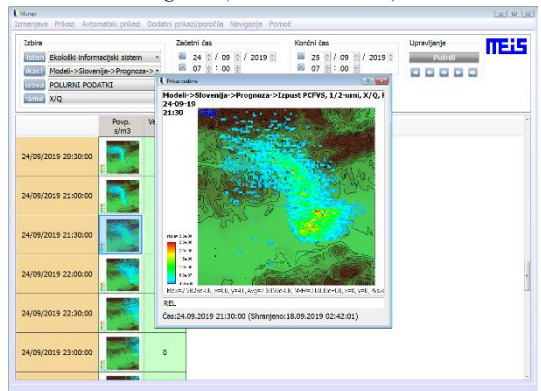 Izmenjava Prikazi Avtomatski prikazi Dodatni prikazi/poročila Navigacija Pomoč
Izbira
Začetni čas
Končni čas
Upravljanje
MEiS
Ekološki informacijski sistem
24 / 09 / 2019
25 / 09 / 2019
Potrdi
Modeli->Slovenija->Prognoza->
07 : 00
07 : 00
POLURNI PODATKI
X/Q
Modeli->Slovenija->Prognoza->Izpust PCFVS, 1/2-urni, X/Q,
24-09-19
21:30
Povp.
s/m3
24/09/2019 20:30:00
24/09/2019 21:00:00
24/09/2019 21:30:00
24/09/2019 22:00:00
24/09/2019 22:30:00
24/09/2019 23:00:00
0
REL
Čas:24.09.2019 21:30:00 (Shranjeno:18.09.2019 02:42:01)